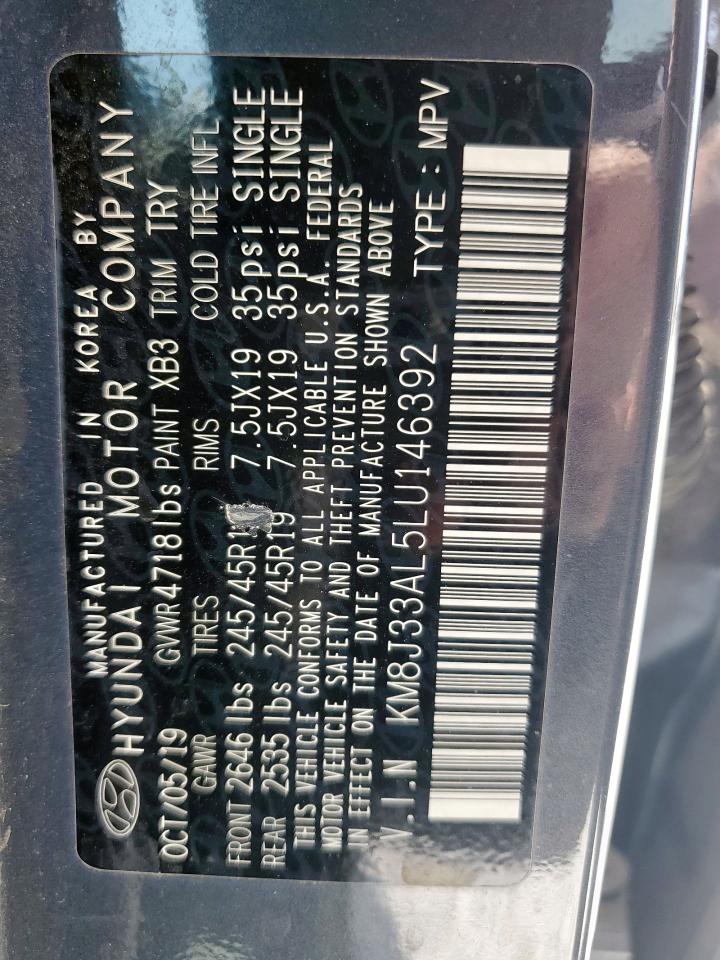 MANUFACTURED IN KOREA BY
HYUNDAI MOTOR COMPANY
OCT/05/19 GVWR 4718 lbs PAINT XB3 TRIM TRY
GAWR TIRES RIMS COLD TIRE INFL
FRONT 2646 lbs 245/45R19 7.5JX19 35psi SINGLE
REAR 2535 lbs 245/45R19 7.5JX19 35psi SINGLE
THIS VEHICLE CONFORMS TO ALL APPLICABLE U.S.A FEDERAL
MOTOR VEHICLE SAFETY AND THEFT PREVENTION STANDARDS
IN EFFECT ON THE DATE OF MANUFACTURE SHOWN ABOVE
V.I.N KM8J33AL5LU146392 TYPE : MPV